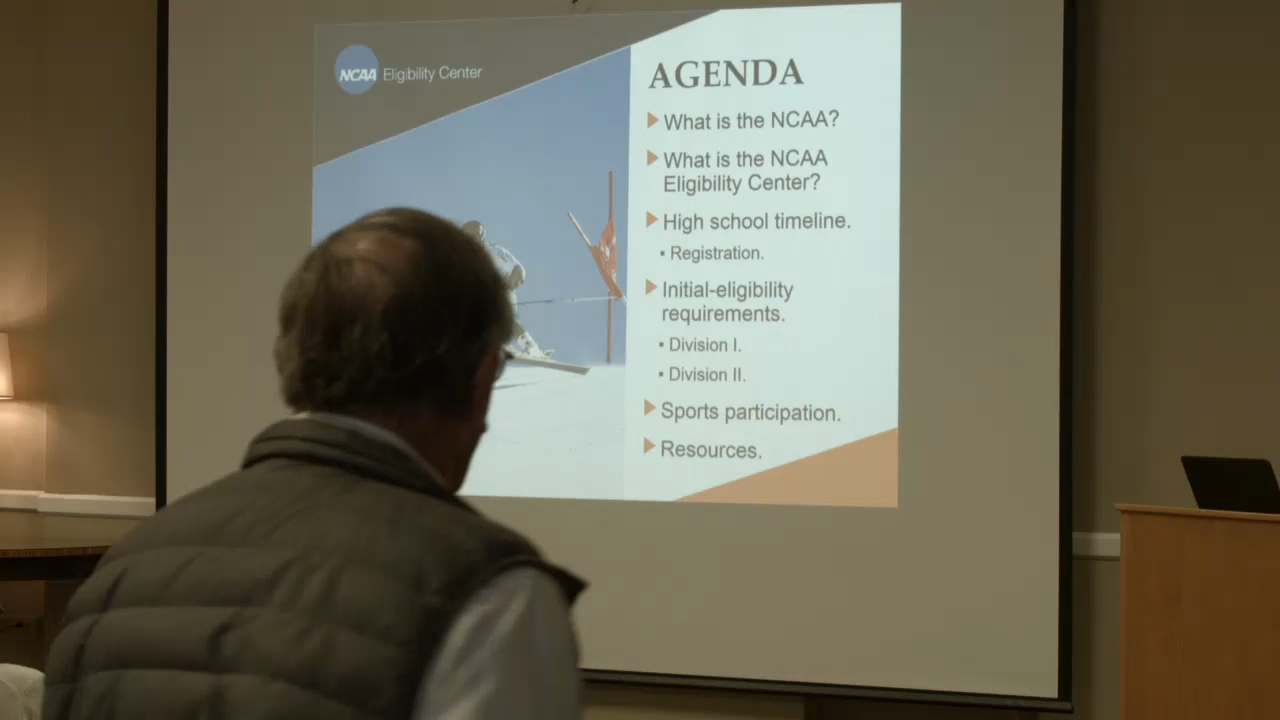 NCAA Eligibility Center
AGENDA
What is the NCAA?
What is the NCAA
Eligibility Center?
High school timeline.
▪ Registration.
Initial-eligibility
requirements.
▪ Division I.
▪ Division II.
Sports participation.
Resources.